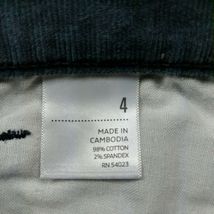 4
MADE IN
CAMBODIA
98% COTTON
2% SPANDEX
RN 54023